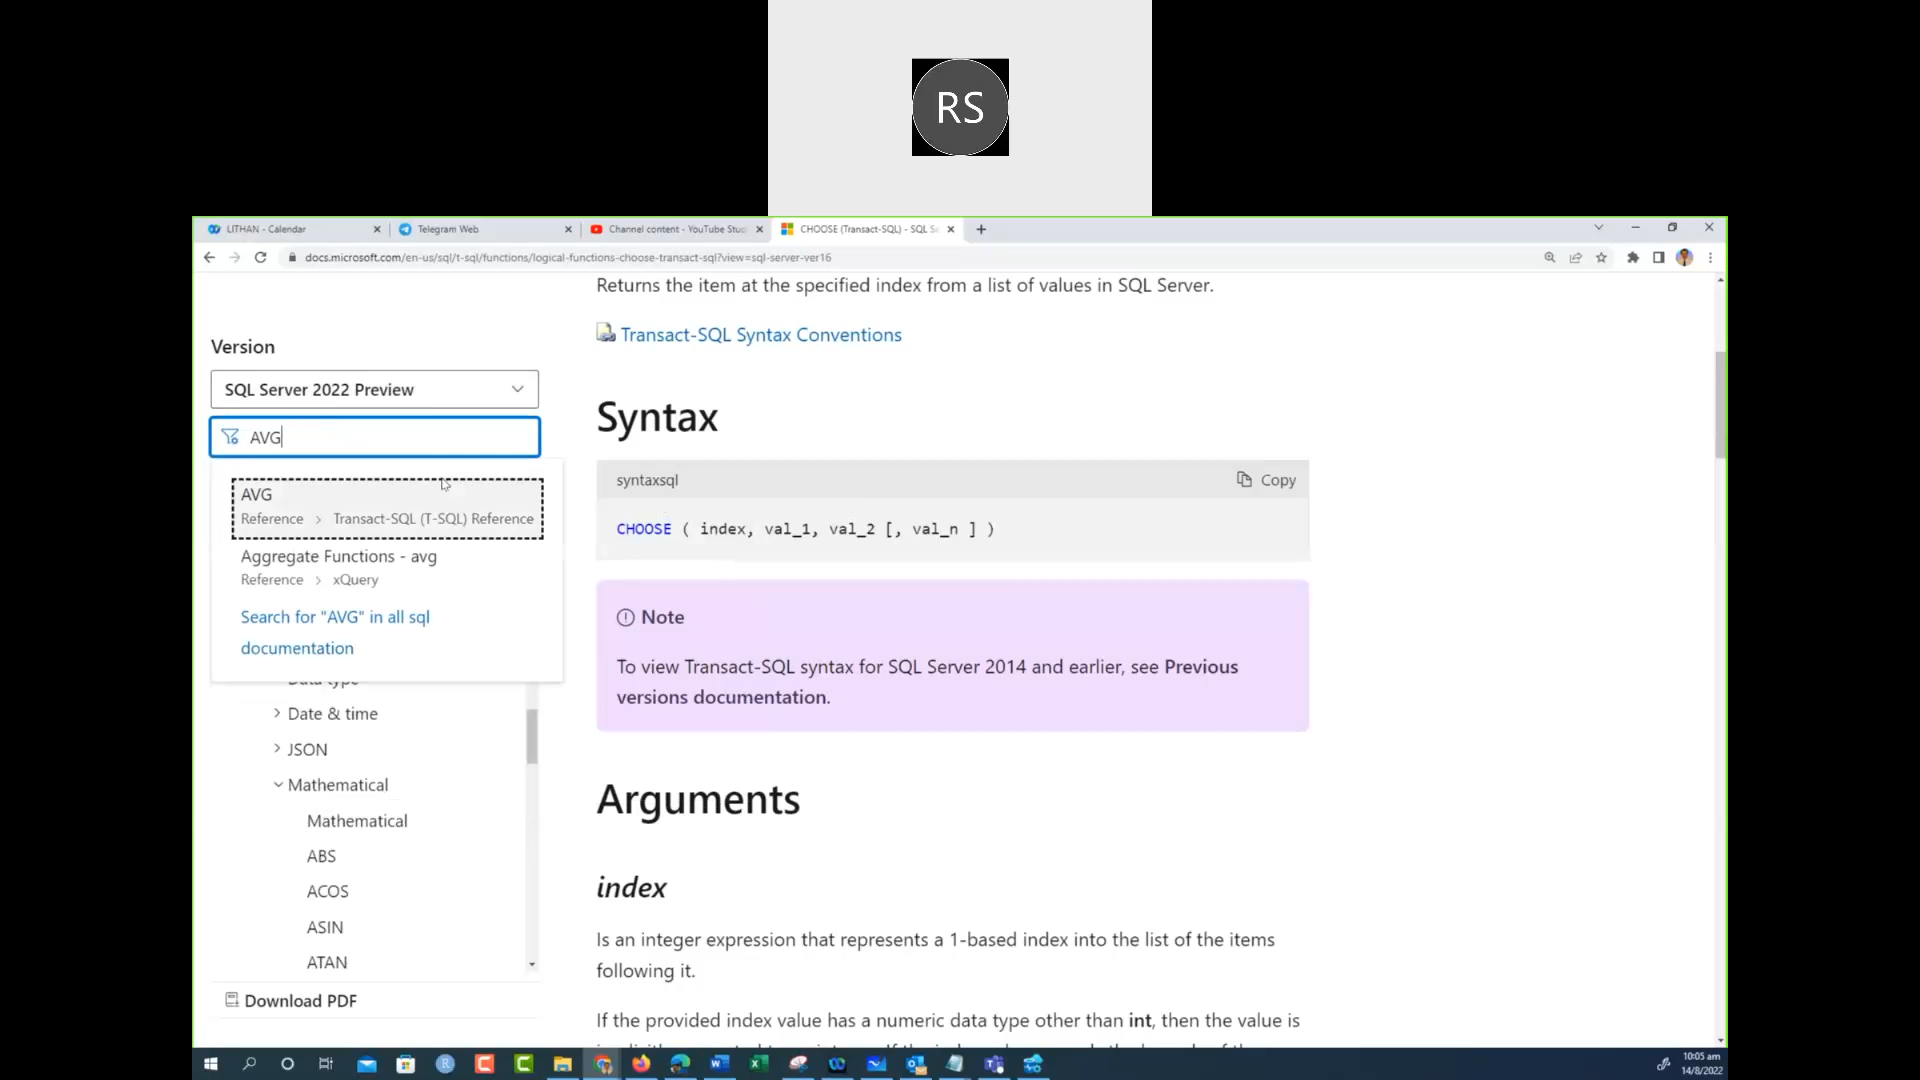 RS
LITHAN - Calendar
Telegram Web
Channel content - YouTube Stud
CHOOSE (Transact-SQL) - SQL S
docs.microsoft.com/en-us/sql/t-sql/functions/logical-functions-choose-transact-sql?view=sql-server-ver16
Version
SQL Server 2022 Preview
AVG
AVG
Reference > Transact-SQL (T-SQL) Reference
Aggregate Functions - avg
Reference > xQuery
Search for "AVG" in all sql
documentation
Date & time
JSON
Mathematical
Mathematical
ABS
ACOS
ASIN
ATAN
Download PDF
Returns the item at the specified index from a list of values in SQL Server.
Transact-SQL Syntax Conventions
Syntax
syntaxsql
Copy
CHOOSE ( index, val_1, val_2 [, val_n ] )
Note
To view Transact-SQL syntax for SQL Server 2014 and earlier, see Previous
versions documentation.
Arguments
index
Is an integer expression that represents a 1-based index into the list of the items
following it.
If the provided index value has a numeric data type other than int, then the value is
10:05 am
14/8/2022